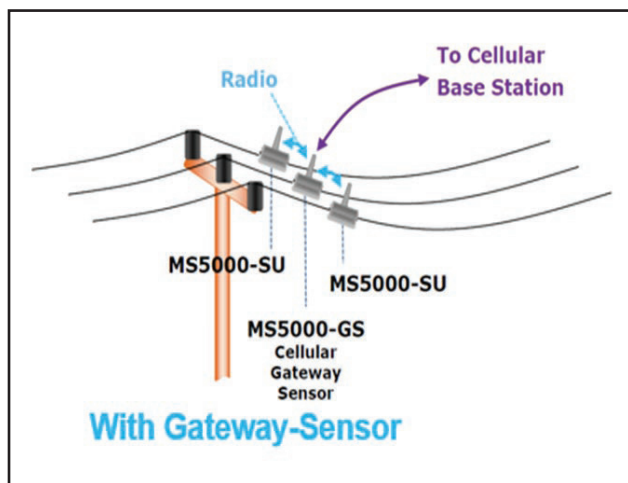 To Cellular
Base Station
Radio
MS5000-SU
MS5000-SU
MS5000-GS
Cellular
Gateway
Sensor
With Gateway-Sensor